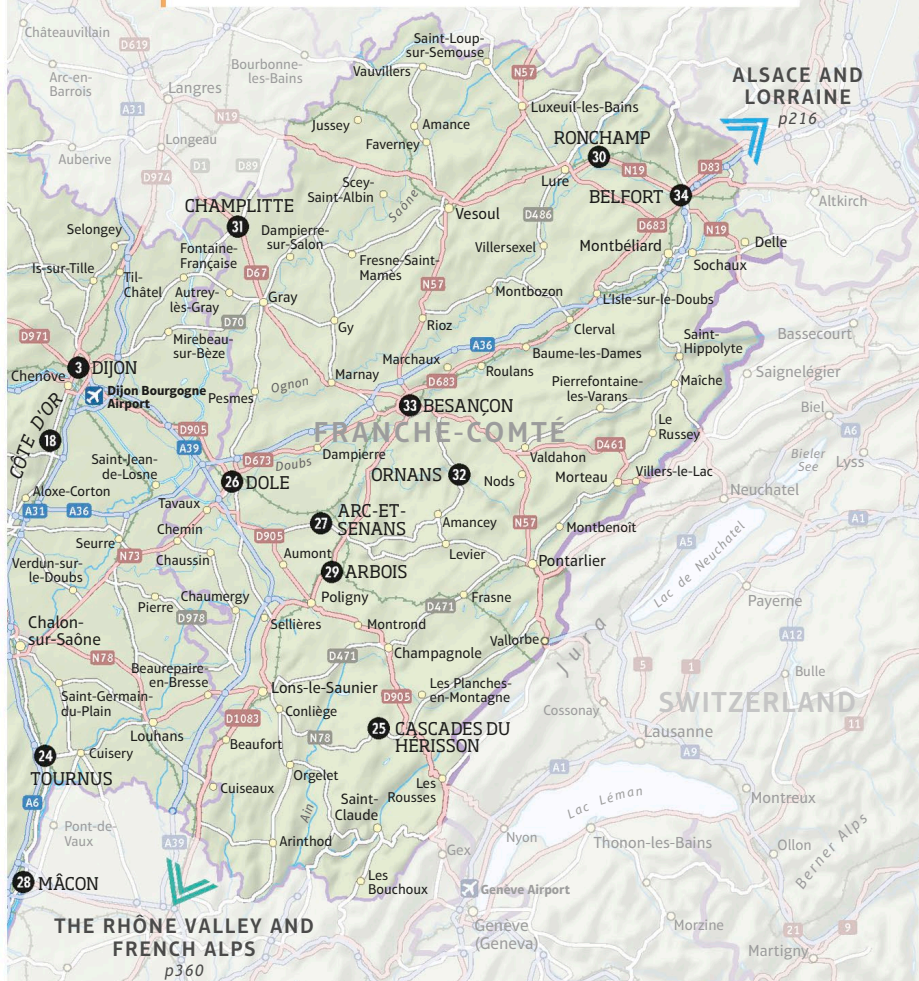 Châteauvillain
D619
Bourbonne-
les-Bains
Saint-Loup-
sur-Semouse
Vauvillers
N57
Arc-en-
Barrois
Langres
A31
N19
ALSACE AND
LORRAINE
p216
Luxeuil-les-Bains
Jussey
Amance
Longeau
Faverney
RONCHAMP
30
Auberive
D1
D89
D974
N19
D83
Lure
Scey-
Saint-Albin
Saône
BELFORT
34
Altkirch
CHAMPLITTE
31
Vesoul
D486
D683
Dampierre-
sur-Salon
Selongey
Fontaine-
Française
Villersexel
Montbéliard
N19
Delle
Is-sur-Tille
Til-
Châtel
D67
Fresne-Saint-
Mamès
Sochaux
N57
Autrey-
lès-Gray
Gray
Montbozon
L'Isle-sur-le-Doubs
D70
Gy
Rioz
Clerval
D971
Mirebeau-
sur-Bèze
A36
Saint-
Hippolyte
Bassecourt
Marchaux
Baume-les-Dames
3
DIJON
Chenôve
Roulans
Saignelégier
Ognon
Marnay
D683
Pierrefontaine-
les-Varans
Maîche
Dijon Bourgogne
Airport
Pesmes
33
BESANÇON
Biel
CÔTE D'OR
18
D905
Le
Russey
A6
FRANCHE-COMTÉ
A39
D461
Bieler
See
Lyss
Saint-Jean-
de-Losne
D673
Doubs
Dampierre
Valdahon
26
DOLE
ORNANS
32
Nods
Morteau
Villers-le-Lac
Aloxe-Corton
Neuchatel
A31
A36
Tavaux
27
ARC-ET-
SENANS
Amancey
N57
Montbenoît
A1
Chemin
D905
A5
Lac de Neuchatel
Seurre
N73
Chaussin
Aumont
Levier
Pontarlier
Verdun-sur-
le-Doubs
29
ARBOIS
Chaumergy
Poligny
D471
Frasne
Payerne
Pierre
D978
Chalon-
sur-Saône
Sellières
Montrond
Vallorbe
A12
N78
D471
Champagnole
Jura
5
1
Bulle
Beaurepaire-
en-Bresse
Saint-Germain-
du-Plain
Lons-le-Saunier
D905
Les Planches-
en-Montagne
SWITZERLAND
Cossonay
Conliège
D1083
11
Louhans
N78
25
CASCADES DU
HÉRISSON
Lausanne
Beaufort
24
TOURNUS
Cuisery
A9
A1
Orgelet
Les
Rousses
Cuiseaux
Montreux
A6
Ain
Saint-
Claude
Lac Léman
Pont-de-
Vaux
A39
Nyon
Arinthod
Thonon-les-Bains
Ollon
Gex
Berner Alps
28
MÂCON
Les
Bouchoux
Genève Airport
THE RHÔNE VALLEY AND
FRENCH ALPS
p360
Genève
(Geneva)
Morzine
21
9
Martigny